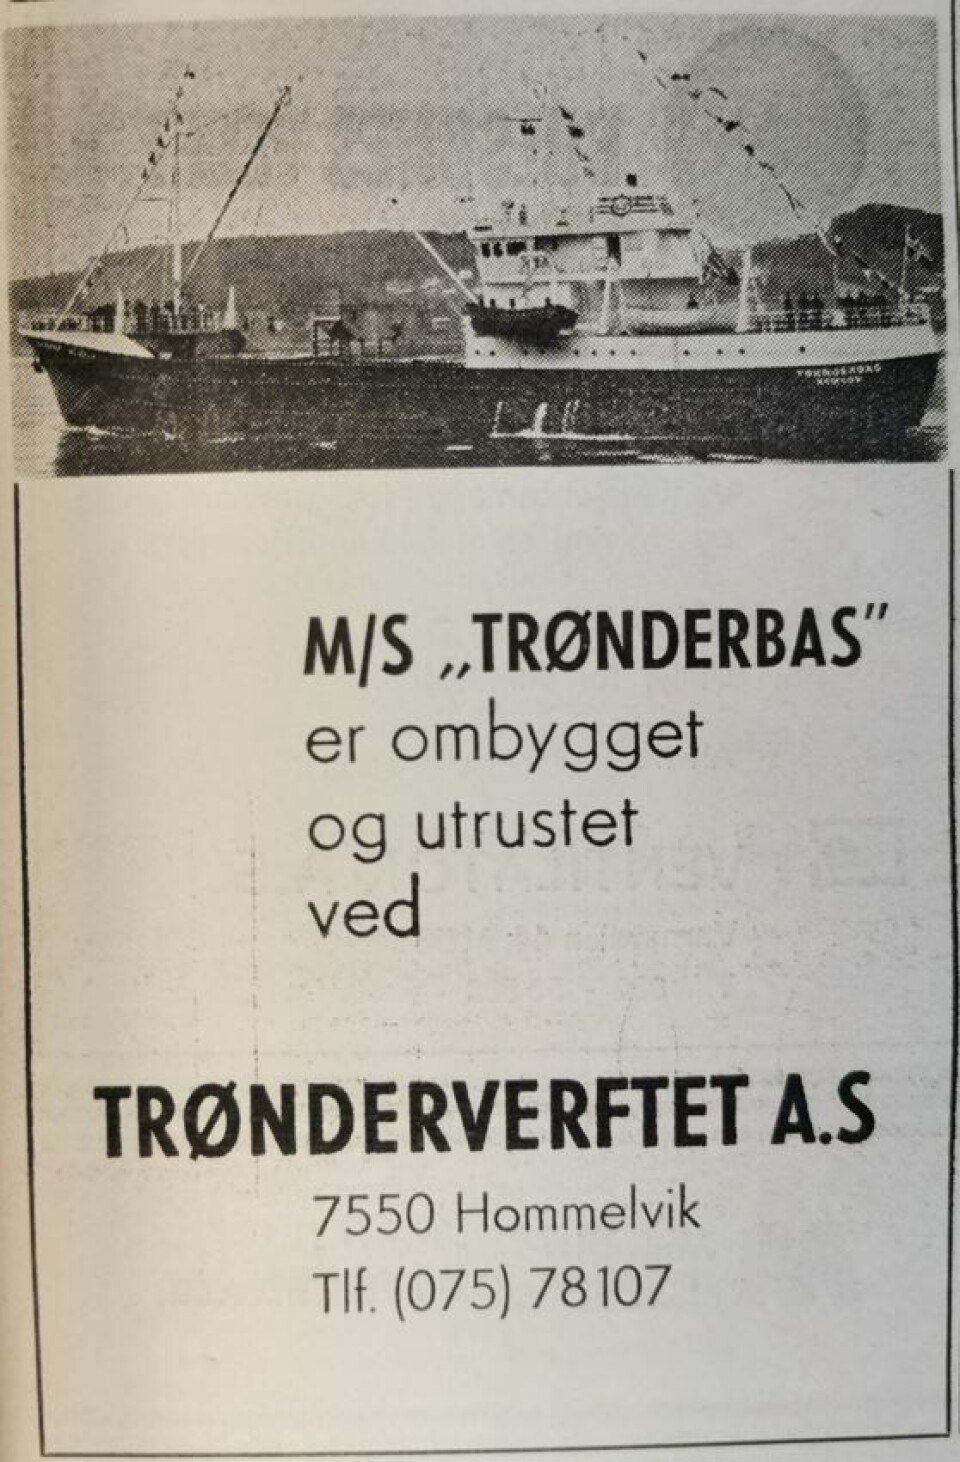 M/S „TRØNDERBAS”
er ombygget
og utrustet
ved
TRØNDERVERFTET A.S
7550 Hommelvik
Tlf. (075) 78107